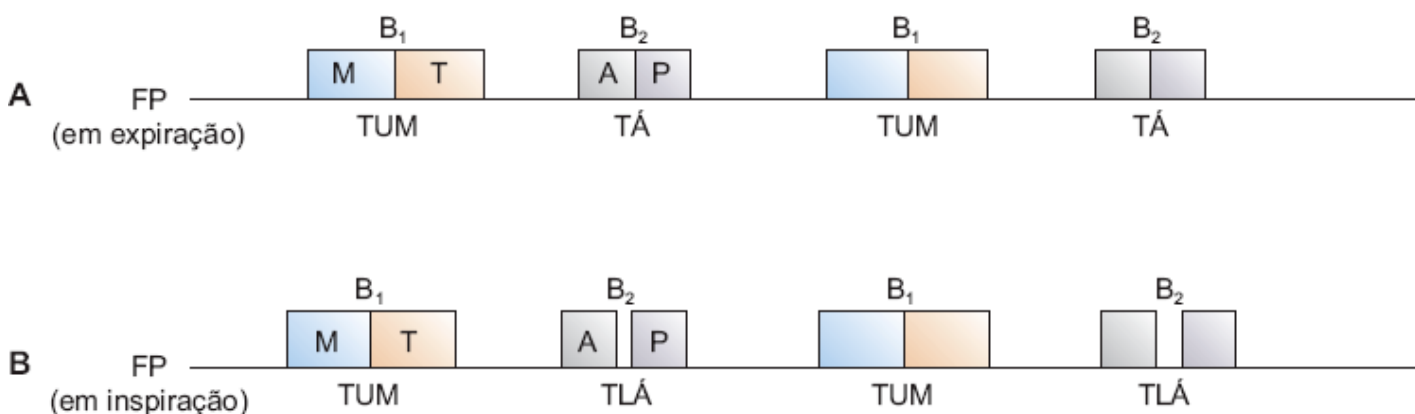 B₁ B₂ B₁ B₂
M T A P
A FP
(em expiração)
TUM TÁ TUM TÁ
B₁ B₂ B₁ B₂
M T A P
B FP
(em inspiração)
TUM TLÁ TUM TLÁ